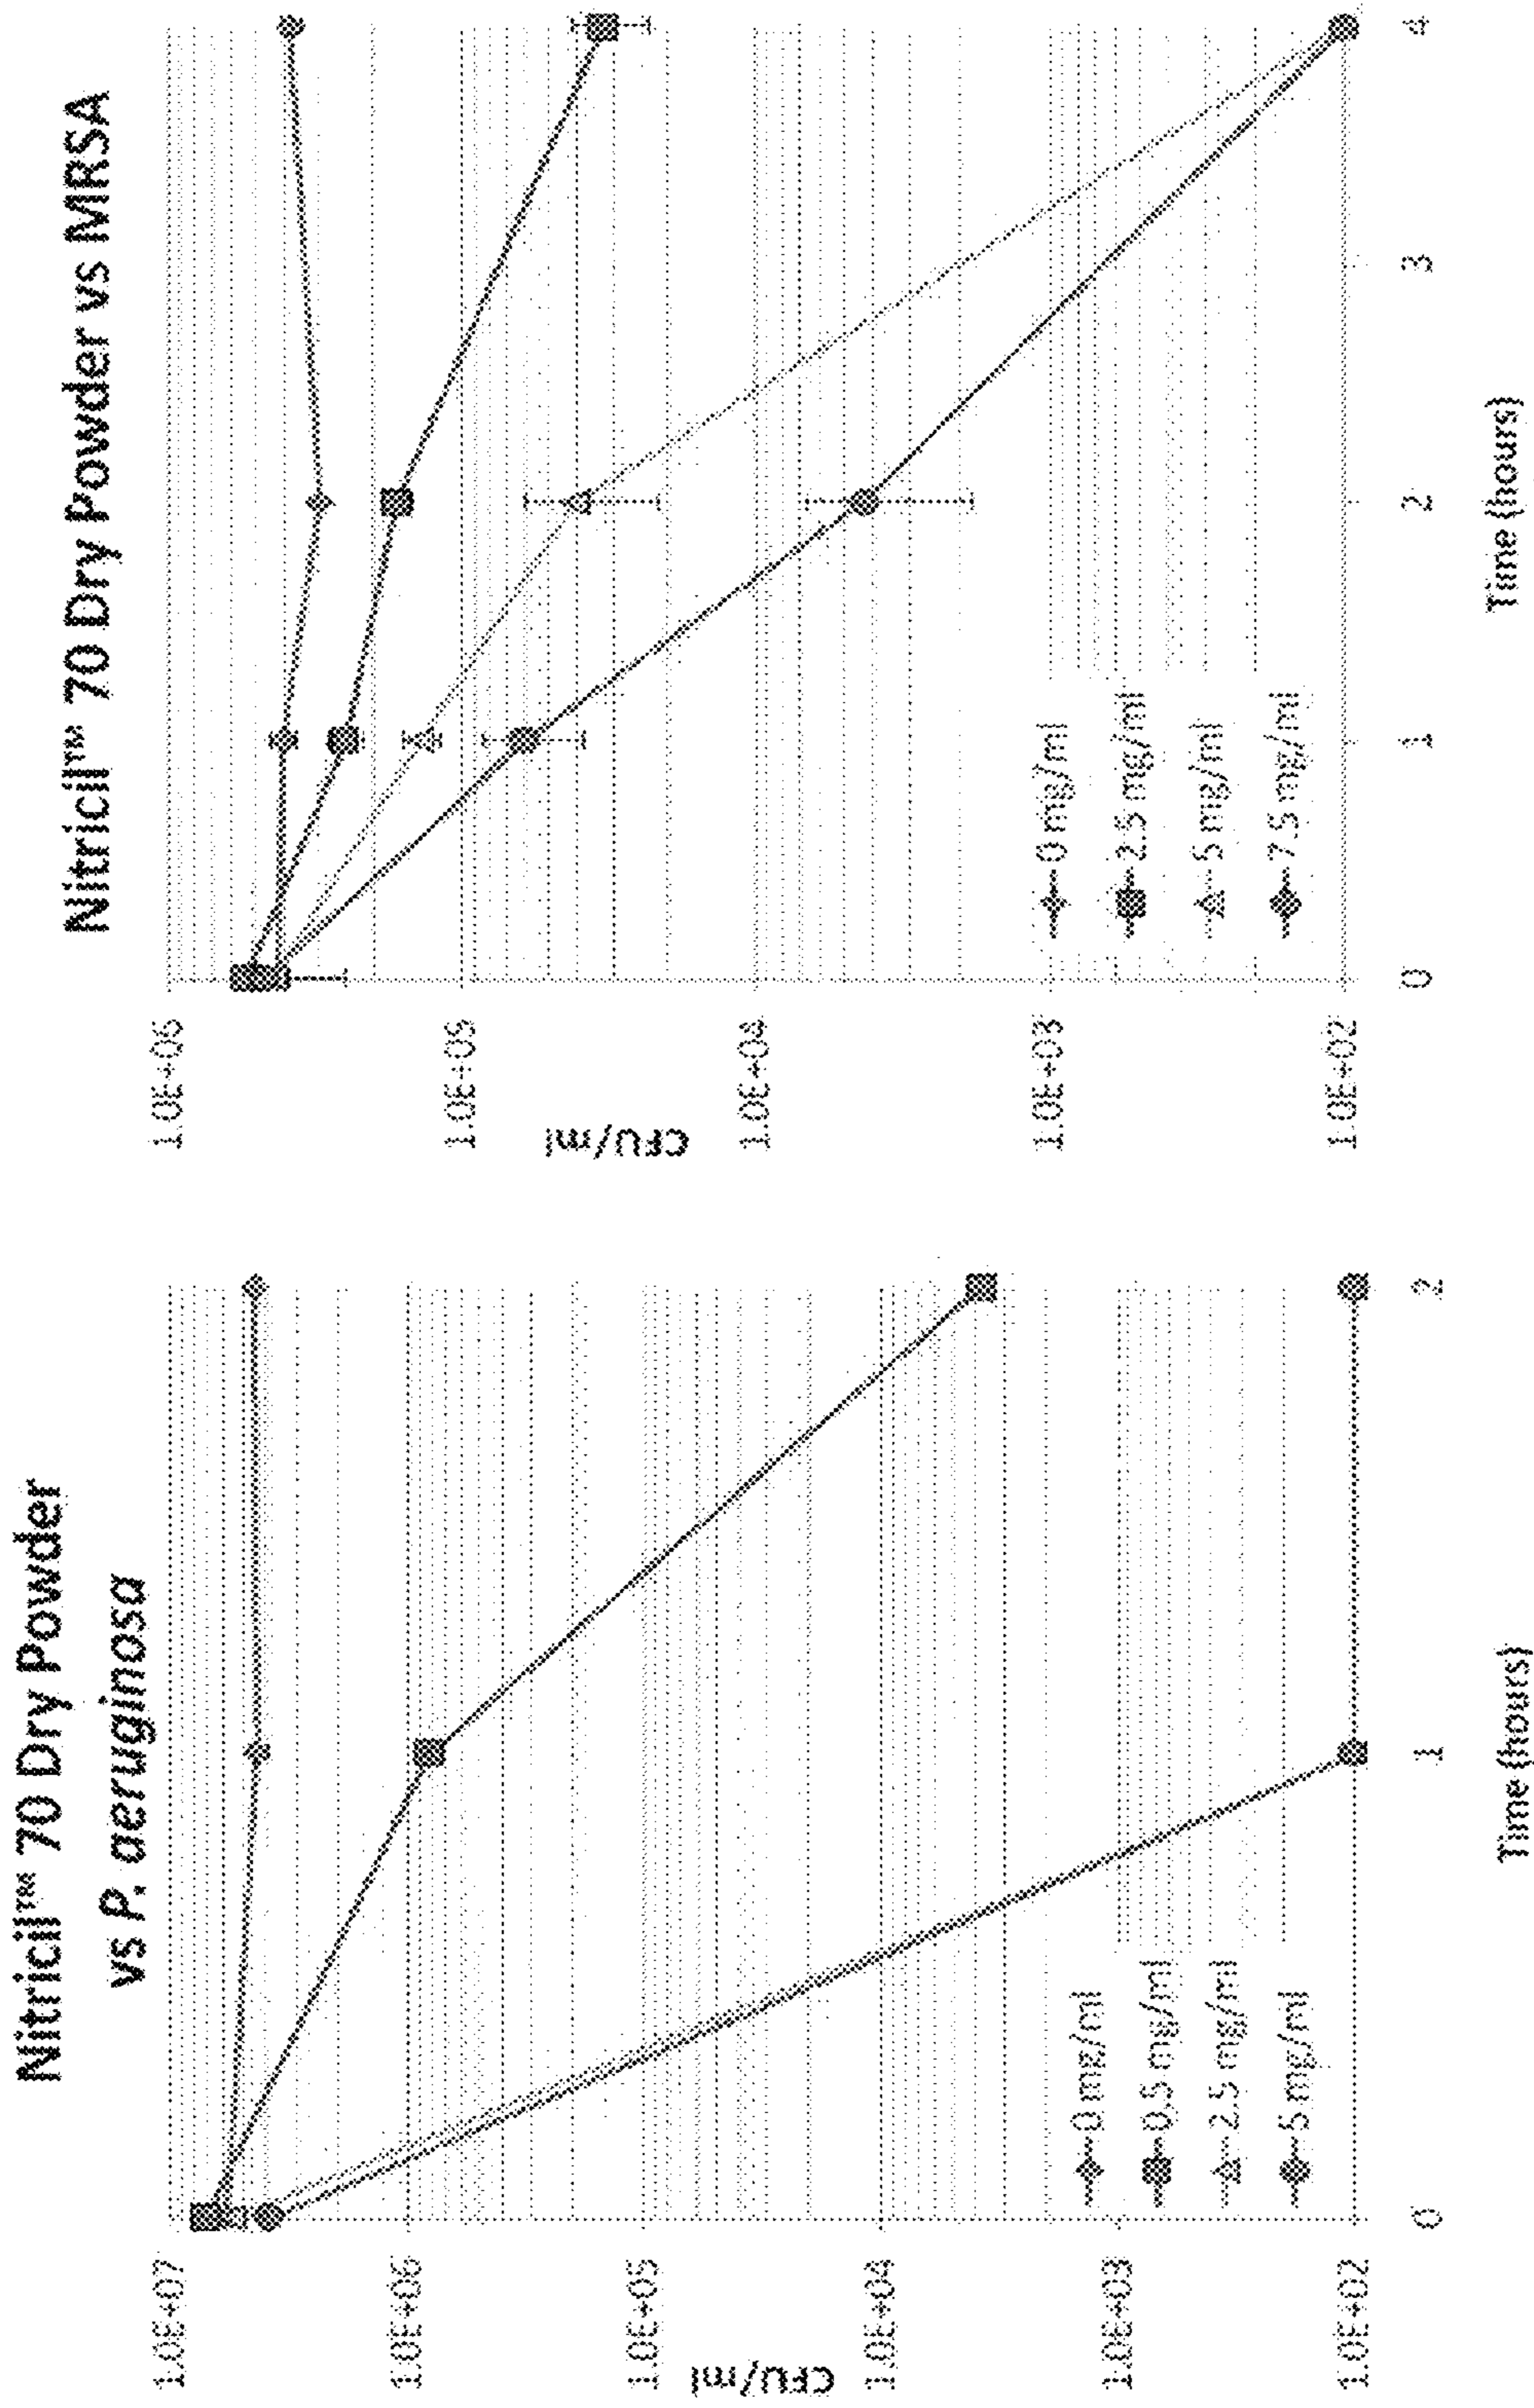 Nitricil™ 70 Dry Powder
vs P. aeruginosa
1.0E+07
1.0E+06
1.0E+05
1.0E+04
1.0E+03
1.0E+02
CFU/ml
0 mg/ml
0.5 mg/ml
2.5 mg/ml
5 mg/ml
0
1
2
Time (hours)
Nitricil™ 70 Dry Powder vs MRSA
1.0E+06
1.0E+05
1.0E+04
1.0E+03
1.0E+02
CFU/ml
0 mg/ml
2.5 mg/ml
5 mg/ml
7.5 mg/ml
0
1
2
3
4
Time (hours)